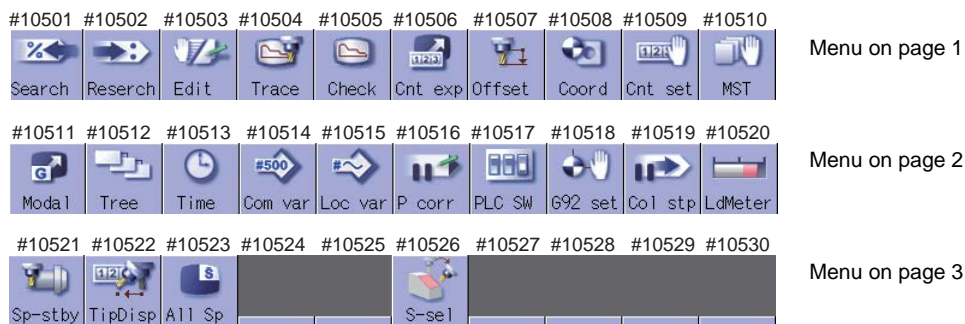 #10501 #10502 #10503 #10504 #10505 #10506 #10507 #10508 #10509 #10510
Menu on page 1
%
1123
1123
Search Reserch Edit Trace Check Cnt exp Offset Coord Cnt set MST
#10511 #10512 #10513 #10514 #10515 #10516 #10517 #10518 #10519 #10520
Menu on page 2
G #500 #
Modal Tree Time Com var Loc var P corr PLC SW G92 set Col stp LdMeter
#10521 #10522 #10523 #10524 #10525 #10526 #10527 #10528 #10529 #10530
Menu on page 3
S
Sp-stby TipDisp All Sp S-sel